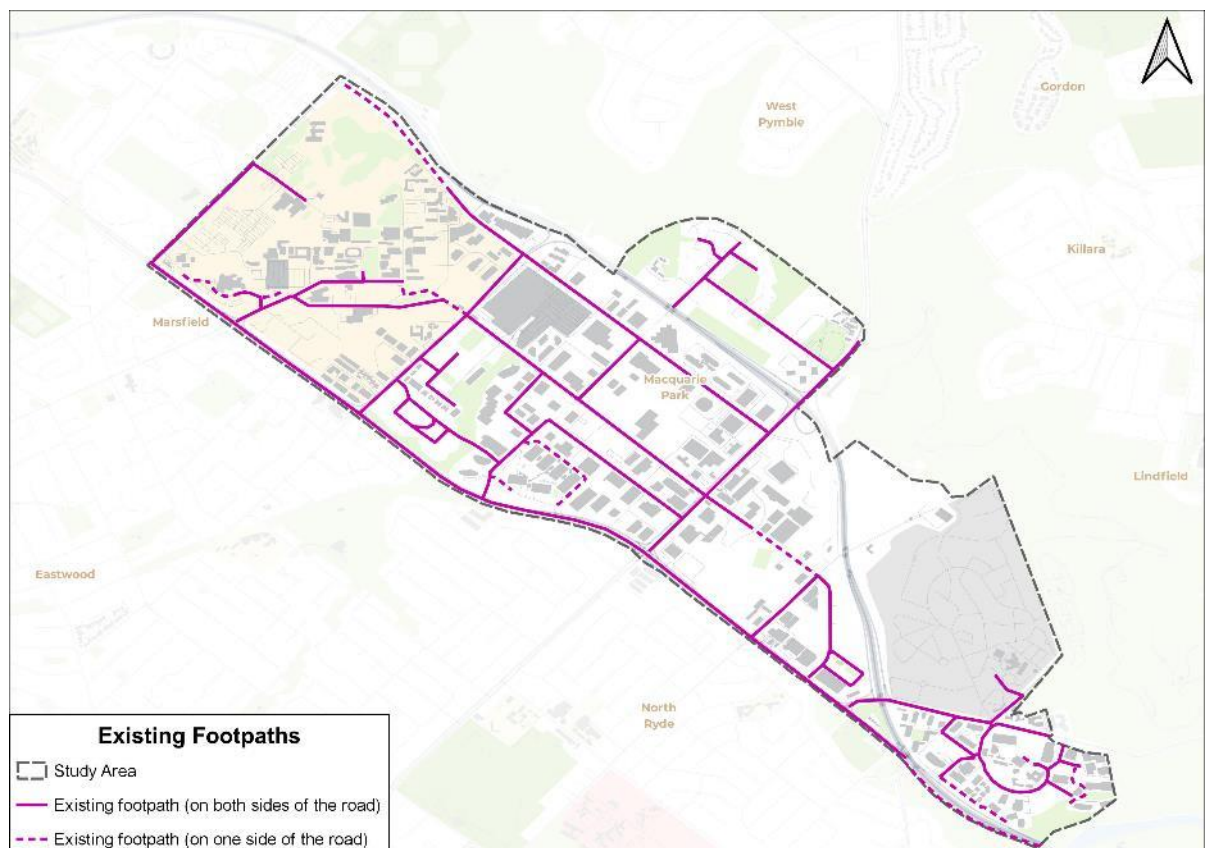 Gordon
West
Pymble
Killara
Marsfield
Macquarie
Park
Lindfield
Eastwood
North
Ryde
Existing Footpaths
Study Area
Existing footpath (on both sides of the road)
Existing footpath (on one side of the road)